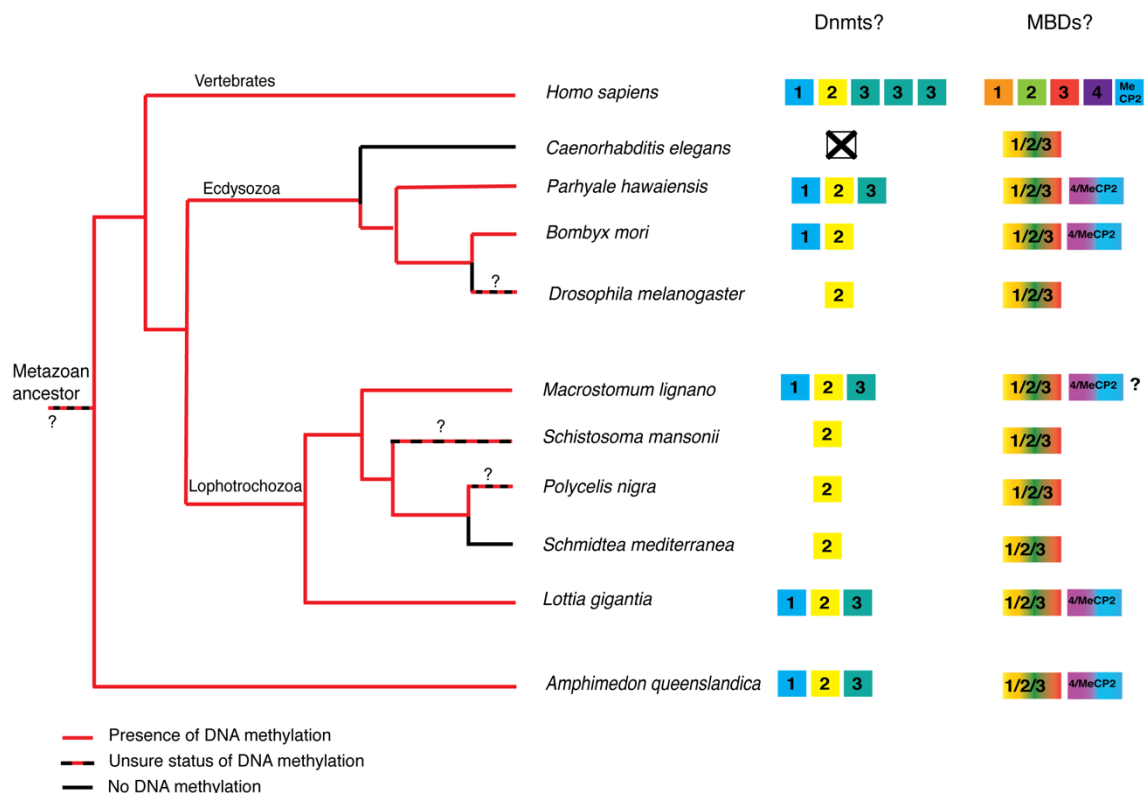 Dnmts? MBDs?
Vertebrates
Homo sapiens 1 2 3 3 3 1 2 3 4 Me CP2
Caenorhabditis elegans 1/2/3
Ecdysozoa
Parhyale hawaiensis 1 2 3 1/2/3 4/MeCP2
Bombyx mori 1 2 1/2/3 4/MeCP2
?
Drosophila melanogaster 2 1/2/3
Metazoan
ancestor
?
Macrostomum lignano 1 2 3 1/2/3 4/MeCP2 ?
?
Schistosoma mansonii 2 1/2/3
?
Lophotrochozoa
Polycelis nigra 2 1/2/3
Schmidtea mediterranea 2 1/2/3
Lottia gigantia 1 2 3 1/2/3 4/MeCP2
Amphimedon queenslandica 1 2 3 1/2/3 4/MeCP2
Presence of DNA methylation
Unsure status of DNA methylation
No DNA methylation